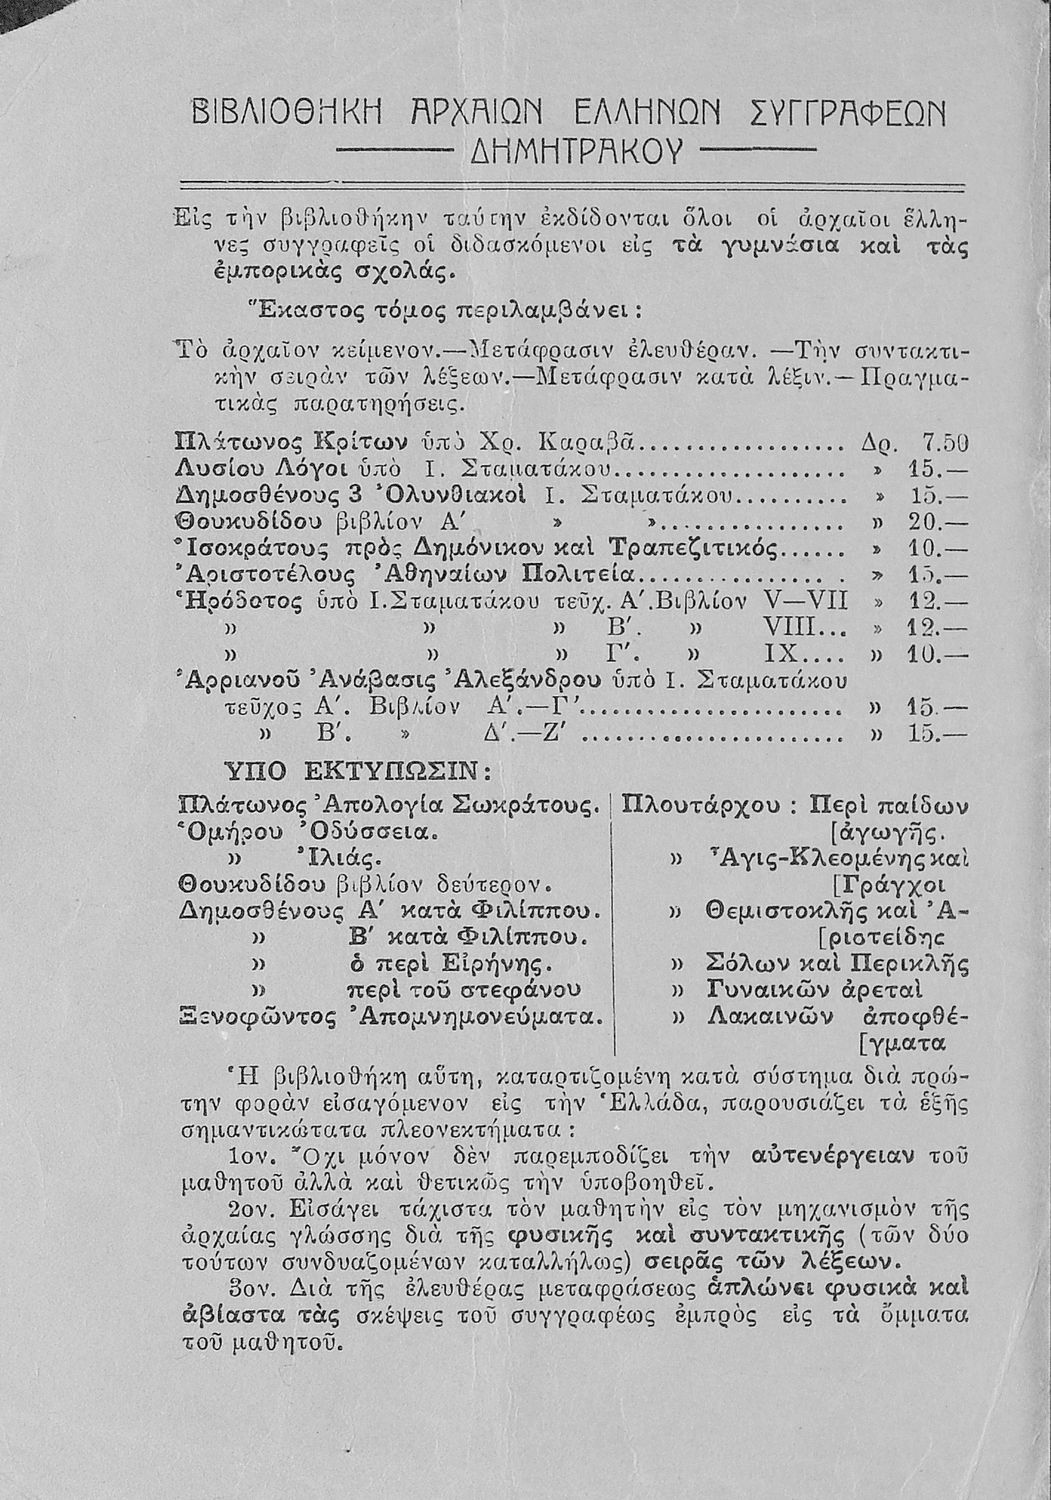 ΒΙΒΛΙΟΘΗΚΗ ΑΡΧΑΙΩΝ ΕΛΛΗΝΩΝ ΣΥΓΓΡΑΦΕΩΝ
ΔΗΜΗΤΡΑΚΟΥ
Εἰς τὴν βιβλιοθήκην ταύτην ἐκδίδονται ὅλοι οἱ ἀρχαῖοι ἕλλη-
νες συγγραφεῖς οἱ διδασκόμενοι εἰς τὰ γυμνάσια καὶ τὰς
ἐμπορικὰς σχολάς.
Ἕκαστος τόμος περιλαμβάνει :
Τὸ ἀρχαῖον κείμενον.—Μετάφρασιν ἐλευθέραν. —Τὴν συντακτι-
κὴν σειρὰν τῶν λέξεων.—Μετάφρασιν κατὰ λέξιν.—Πραγμα-
τικὰς παρατηρήσεις.
Πλάτωνος Κρίτων ὑπὸ Χρ. Καραβᾶ.................. Δρ. 7.50
Λυσίου Λόγοι ὑπὸ Ι. Σταματάκου.................... » 15.—
Δημοσθένους 3 Ὀλυνθιακοὶ Ι. Σταματάκου.......... » 15.—
Θουκυδίδου βιβλίον Α' » »................ » 20.—
Ἰσοκράτους πρὸς Δημόνικον καὶ Τραπεζιτικός...... » 10.—
Ἀριστοτέλους Ἀθηναίων Πολιτεία.................. » 15.—
Ἡρόδοτος ὑπὸ Ι.Σταματάκου τεῦχ. Α'.Βιβλίον V—VII » 12.—
» » » Β'. » VIII... » 12.—
» » » Γ'. » IX.... » 10.—
Ἀρριανοῦ Ἀνάβασις Ἀλεξάνδρου ὑπὸ Ι. Σταματάκου
τεῦχος Α'. Βιβλίον Α'.—Γ'....................... » 15.—
» Β'. » Δ'.—Ζ' ....................... » 15.—
ΥΠΟ ΕΚΤΥΠΩΣΙΝ:
Πλάτωνος Ἀπολογία Σωκράτους.
Ὁμήρου Ὀδύσσεια.
» Ἰλιάς.
Θουκυδίδου βιβλίον δεύτερον.
Δημοσθένους Α' κατὰ Φιλίππου.
» Β' κατὰ Φιλίππου.
» ὁ περὶ Εἰρήνης.
» περὶ τοῦ στεφάνου
Ξενοφῶντος Ἀπομνημονεύματα.
Πλουτάρχου : Περὶ παίδων
[ἀγωγῆς.
» Ἆγις-Κλεομένης καὶ
[Γράγχοι
» Θεμιστοκλῆς καὶ Ἀ-
[ριστείδης
» Σόλων καὶ Περικλῆς
» Γυναικῶν ἀρεταὶ
» Λακαινῶν ἀποφθέ-
[γματα
Ἡ βιβλιοθήκη αὕτη, καταρτιζομένη κατὰ σύστημα διὰ πρώ-
την φορὰν εἰσαγόμενον εἰς τὴν Ἑλλάδα, παρουσιάζει τὰ ἑξῆς
σημαντικώτατα πλεονεκτήματα :
1ον. Ὄχι μόνον δὲν παρεμποδίζει τὴν αὐτενέργειαν τοῦ
μαθητοῦ ἀλλὰ καὶ θετικῶς τὴν ὑποβοηθεῖ.
2ον. Εἰσάγει τάχιστα τὸν μαθητὴν εἰς τὸν μηχανισμὸν τῆς
ἀρχαίας γλώσσης διὰ τῆς φυσικῆς καὶ συντακτικῆς (τῶν δύο
τούτων συνδυαζομένων καταλλήλως) σειρᾶς τῶν λέξεων.
3ον. Διὰ τῆς ἐλευθέρας μεταφράσεως ἁπλώνει φυσικὰ καὶ
ἀβίαστα τὰς σκέψεις τοῦ συγγραφέως ἐμπρὸς εἰς τὰ ὄμματα
τοῦ μαθητοῦ.